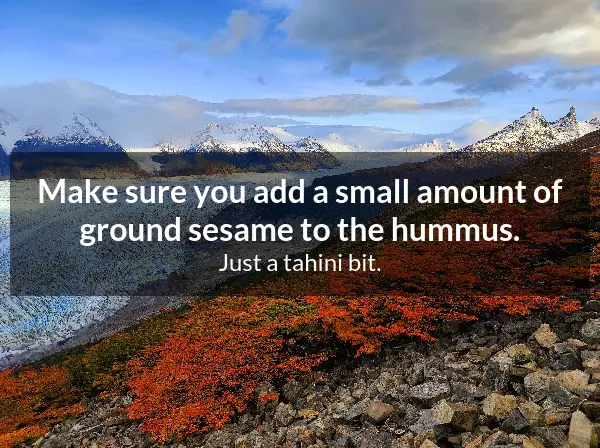 Make sure you add a small amount of
ground sesame to the hummus.
Just a tahini bit.